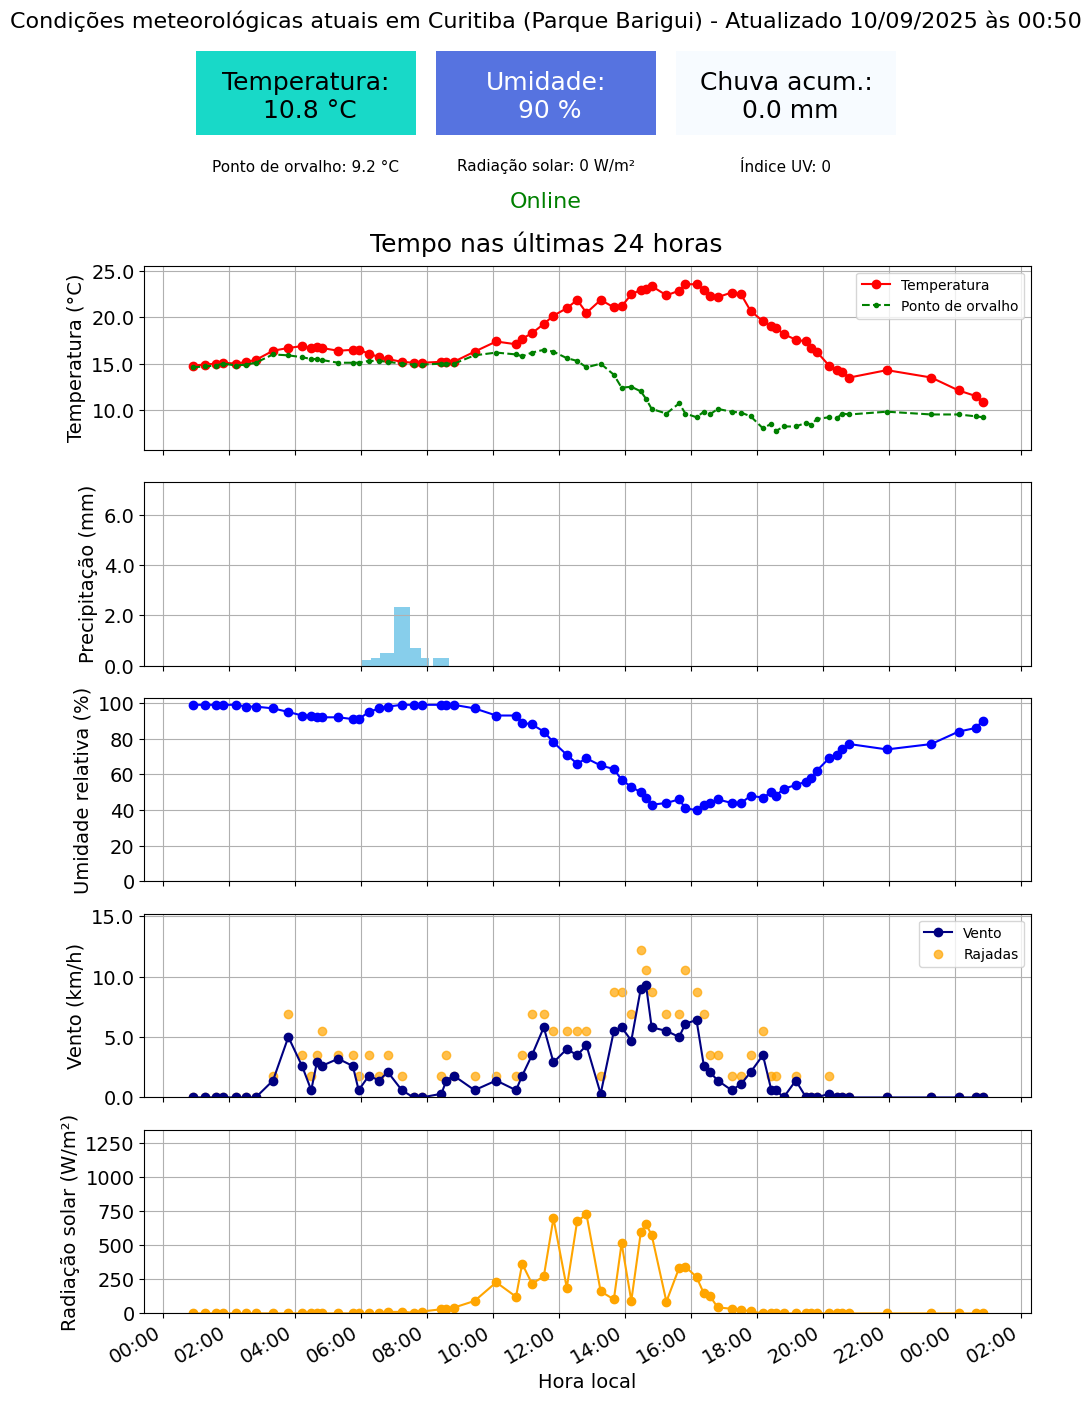 Condições meteorológicas atuais em Curitiba (Parque Barigui) - Atualizado 10/09/2025 às 00:50
Temperatura:
10.8 °C
Umidade:
90 %
Chuva acum.:
0.0 mm
Ponto de orvalho: 9.2 °C
Radiação solar: 0 W/m²
Índice UV: 0
Online
Tempo nas últimas 24 horas
Temperatura (°C)
25.0
20.0
15.0
10.0
Temperatura
Ponto de orvalho
Precipitação (mm)
6.0
4.0
2.0
0.0
Umidade relativa (%)
100
80
60
40
20
0
Vento (km/h)
15.0
10.0
5.0
0.0
Vento
Rajadas
Radiação solar (W/m²)
1250
1000
750
500
250
0
00:00 02:00 04:00 06:00 08:00 10:00 12:00 14:00 16:00 18:00 20:00 22:00 00:00 02:00
Hora local